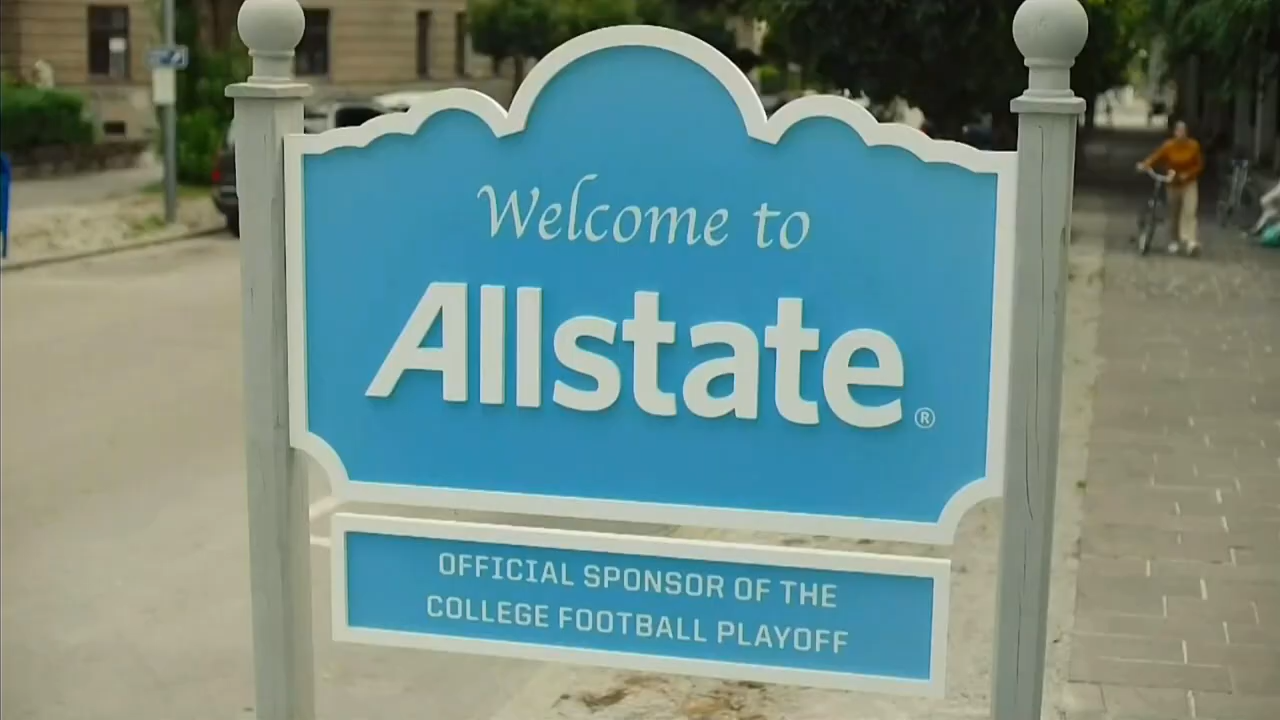 Welcome to
Allstate®
OFFICIAL SPONSOR OF THE
COLLEGE FOOTBALL PLAYOFF